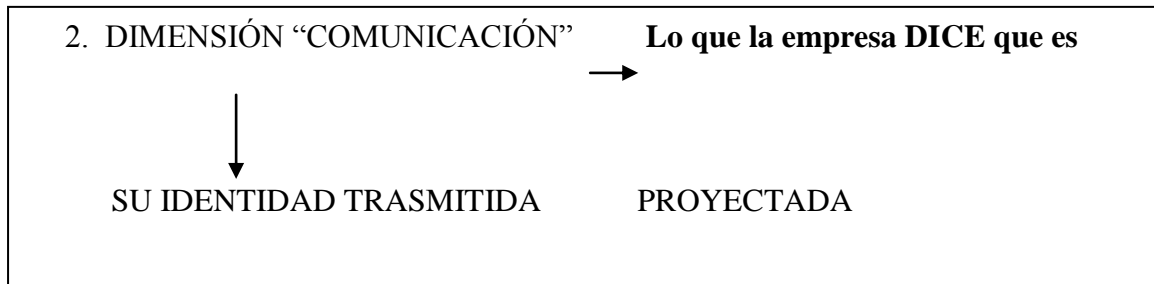 2. DIMENSIÓN “COMUNICACIÓN” Lo que la empresa DICE que es
SU IDENTIDAD TRASMITIDA PROYECTADA